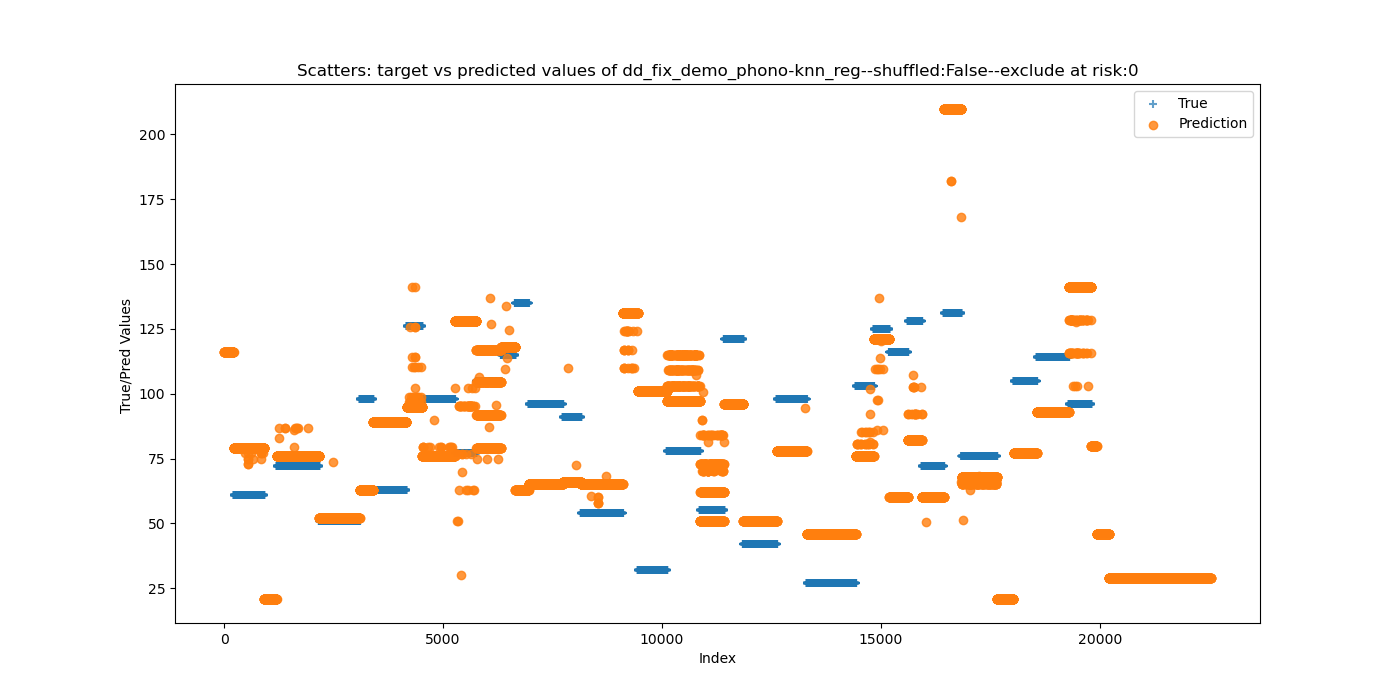 Scatters: target vs predicted values of dd_fix_demo_phono-knn_reg--shuffled:False--exclude at risk:0
True
Prediction
True/Pred Values
200
175
150
125
100
75
50
25
0
5000
10000
15000
20000
Index